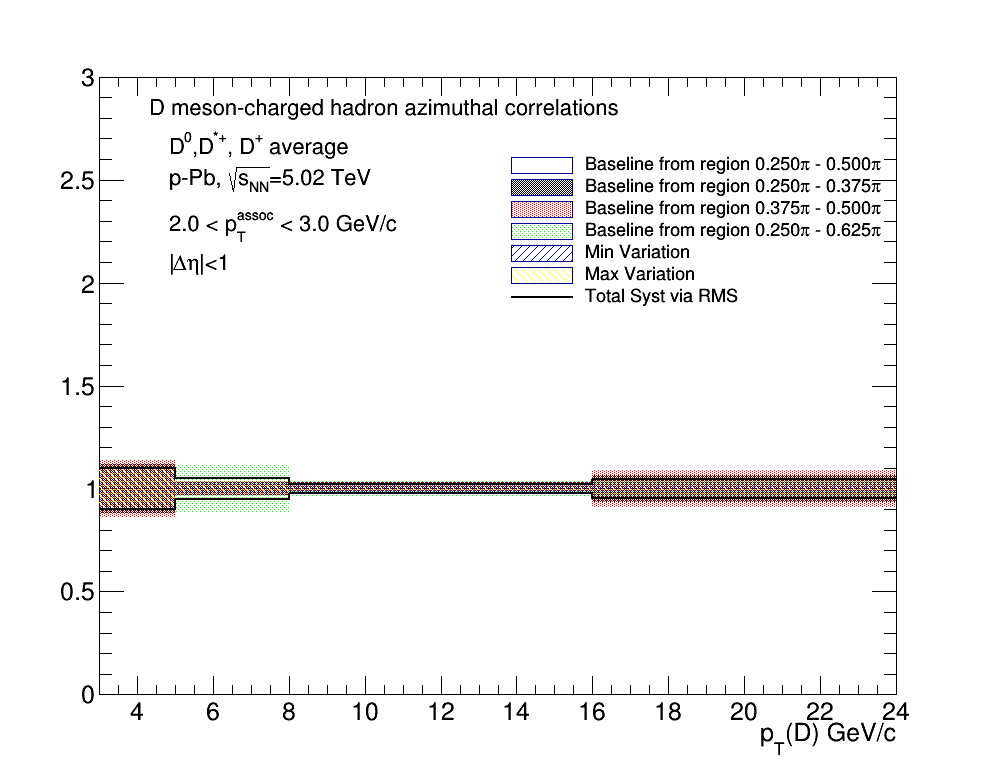 D meson-charged hadron azimuthal correlations
D⁰,D*⁺, D⁺ average
p-Pb, √s_NN=5.02 TeV
2.0 < p_T^assoc < 3.0 GeV/c
|Δη|<1
Baseline from region 0.250π - 0.500π
Baseline from region 0.250π - 0.375π
Baseline from region 0.375π - 0.500π
Baseline from region 0.250π - 0.625π
Min Variation
Max Variation
Total Syst via RMS
3
2.5
2
1.5
1
0.5
0
4 6 8 10 12 14 16 18 20 22 24
p_T(D) GeV/c